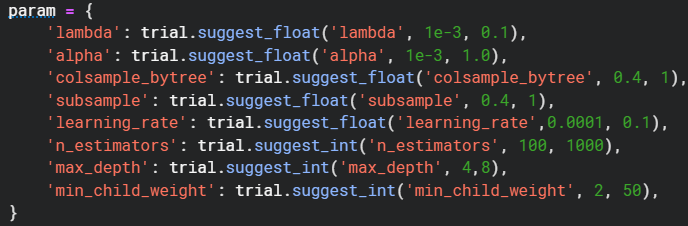 param = {
    'lambda': trial.suggest_float('lambda', 1e-3, 0.1),
    'alpha': trial.suggest_float('alpha', 1e-3, 1.0),
    'colsample_bytree': trial.suggest_float('colsample_bytree', 0.4, 1),
    'subsample': trial.suggest_float('subsample', 0.4, 1),
    'learning_rate': trial.suggest_float('learning_rate',0.0001, 0.1),
    'n_estimators': trial.suggest_int('n_estimators', 100, 1000),
    'max_depth': trial.suggest_int('max_depth', 4,8),
    'min_child_weight': trial.suggest_int('min_child_weight', 2, 50),
}